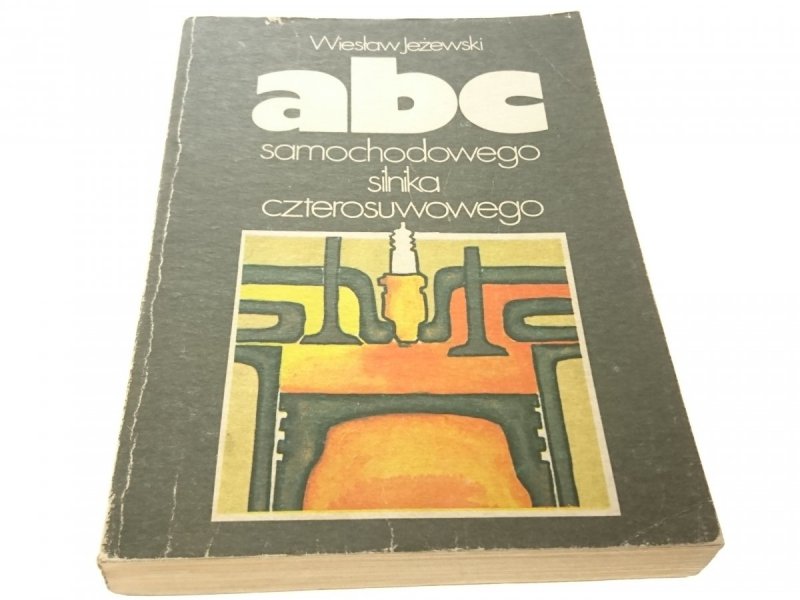 Wiesław Jeżewski
abc
samochodowego
silnika
czterosuwowego